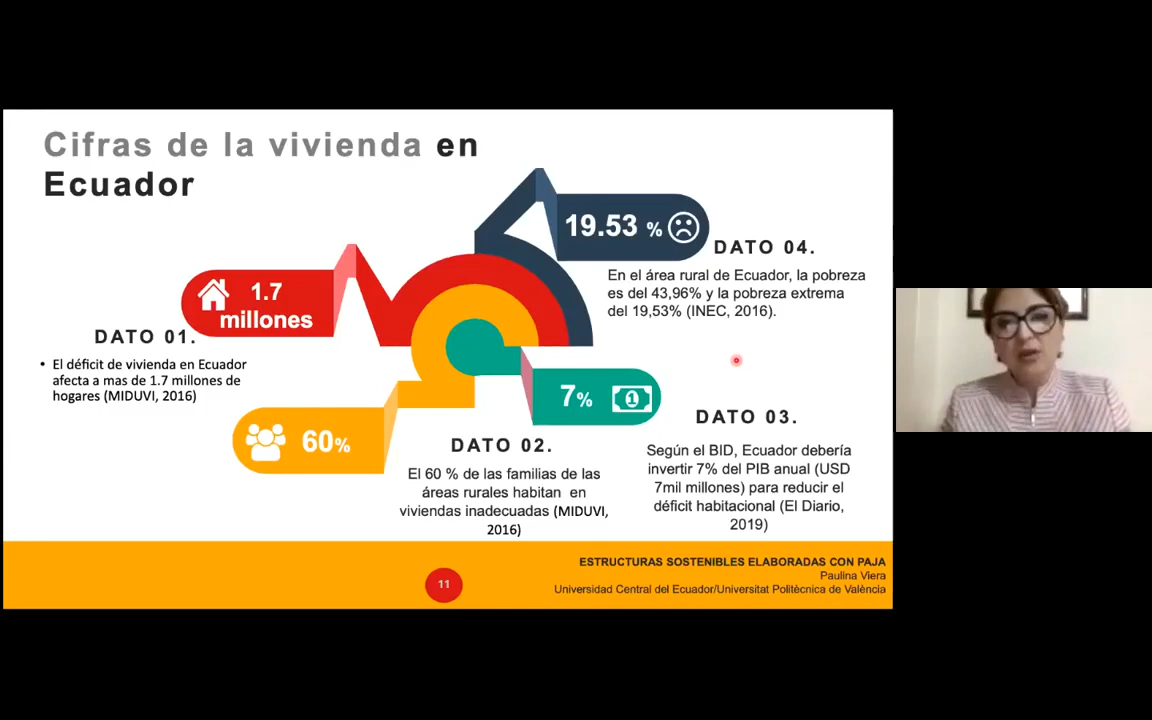 Cifras de la vivienda en
Ecuador
1.7
millones
DATO 01.
• El déficit de vivienda en Ecuador
afecta a mas de 1.7 millones de
hogares (MIDUVI, 2016)
60%
DATO 02.
El 60 % de las familias de las
áreas rurales habitan en
viviendas inadecuadas (MIDUVI,
2016)
7%
1
DATO 03.
Según el BID, Ecuador debería
invertir 7% del PIB anual (USD
7mil millones) para reducir el
déficit habitacional (El Diario,
2019)
19.53 %
DATO 04.
En el área rural de Ecuador, la pobreza
es del 43,96% y la pobreza extrema
del 19,53% (INEC, 2016).
11
ESTRUCTURAS SOSTENIBLES ELABORADAS CON PAJA
Paulina Viera
Universidad Central del Ecuador/Universitat Politècnica de València